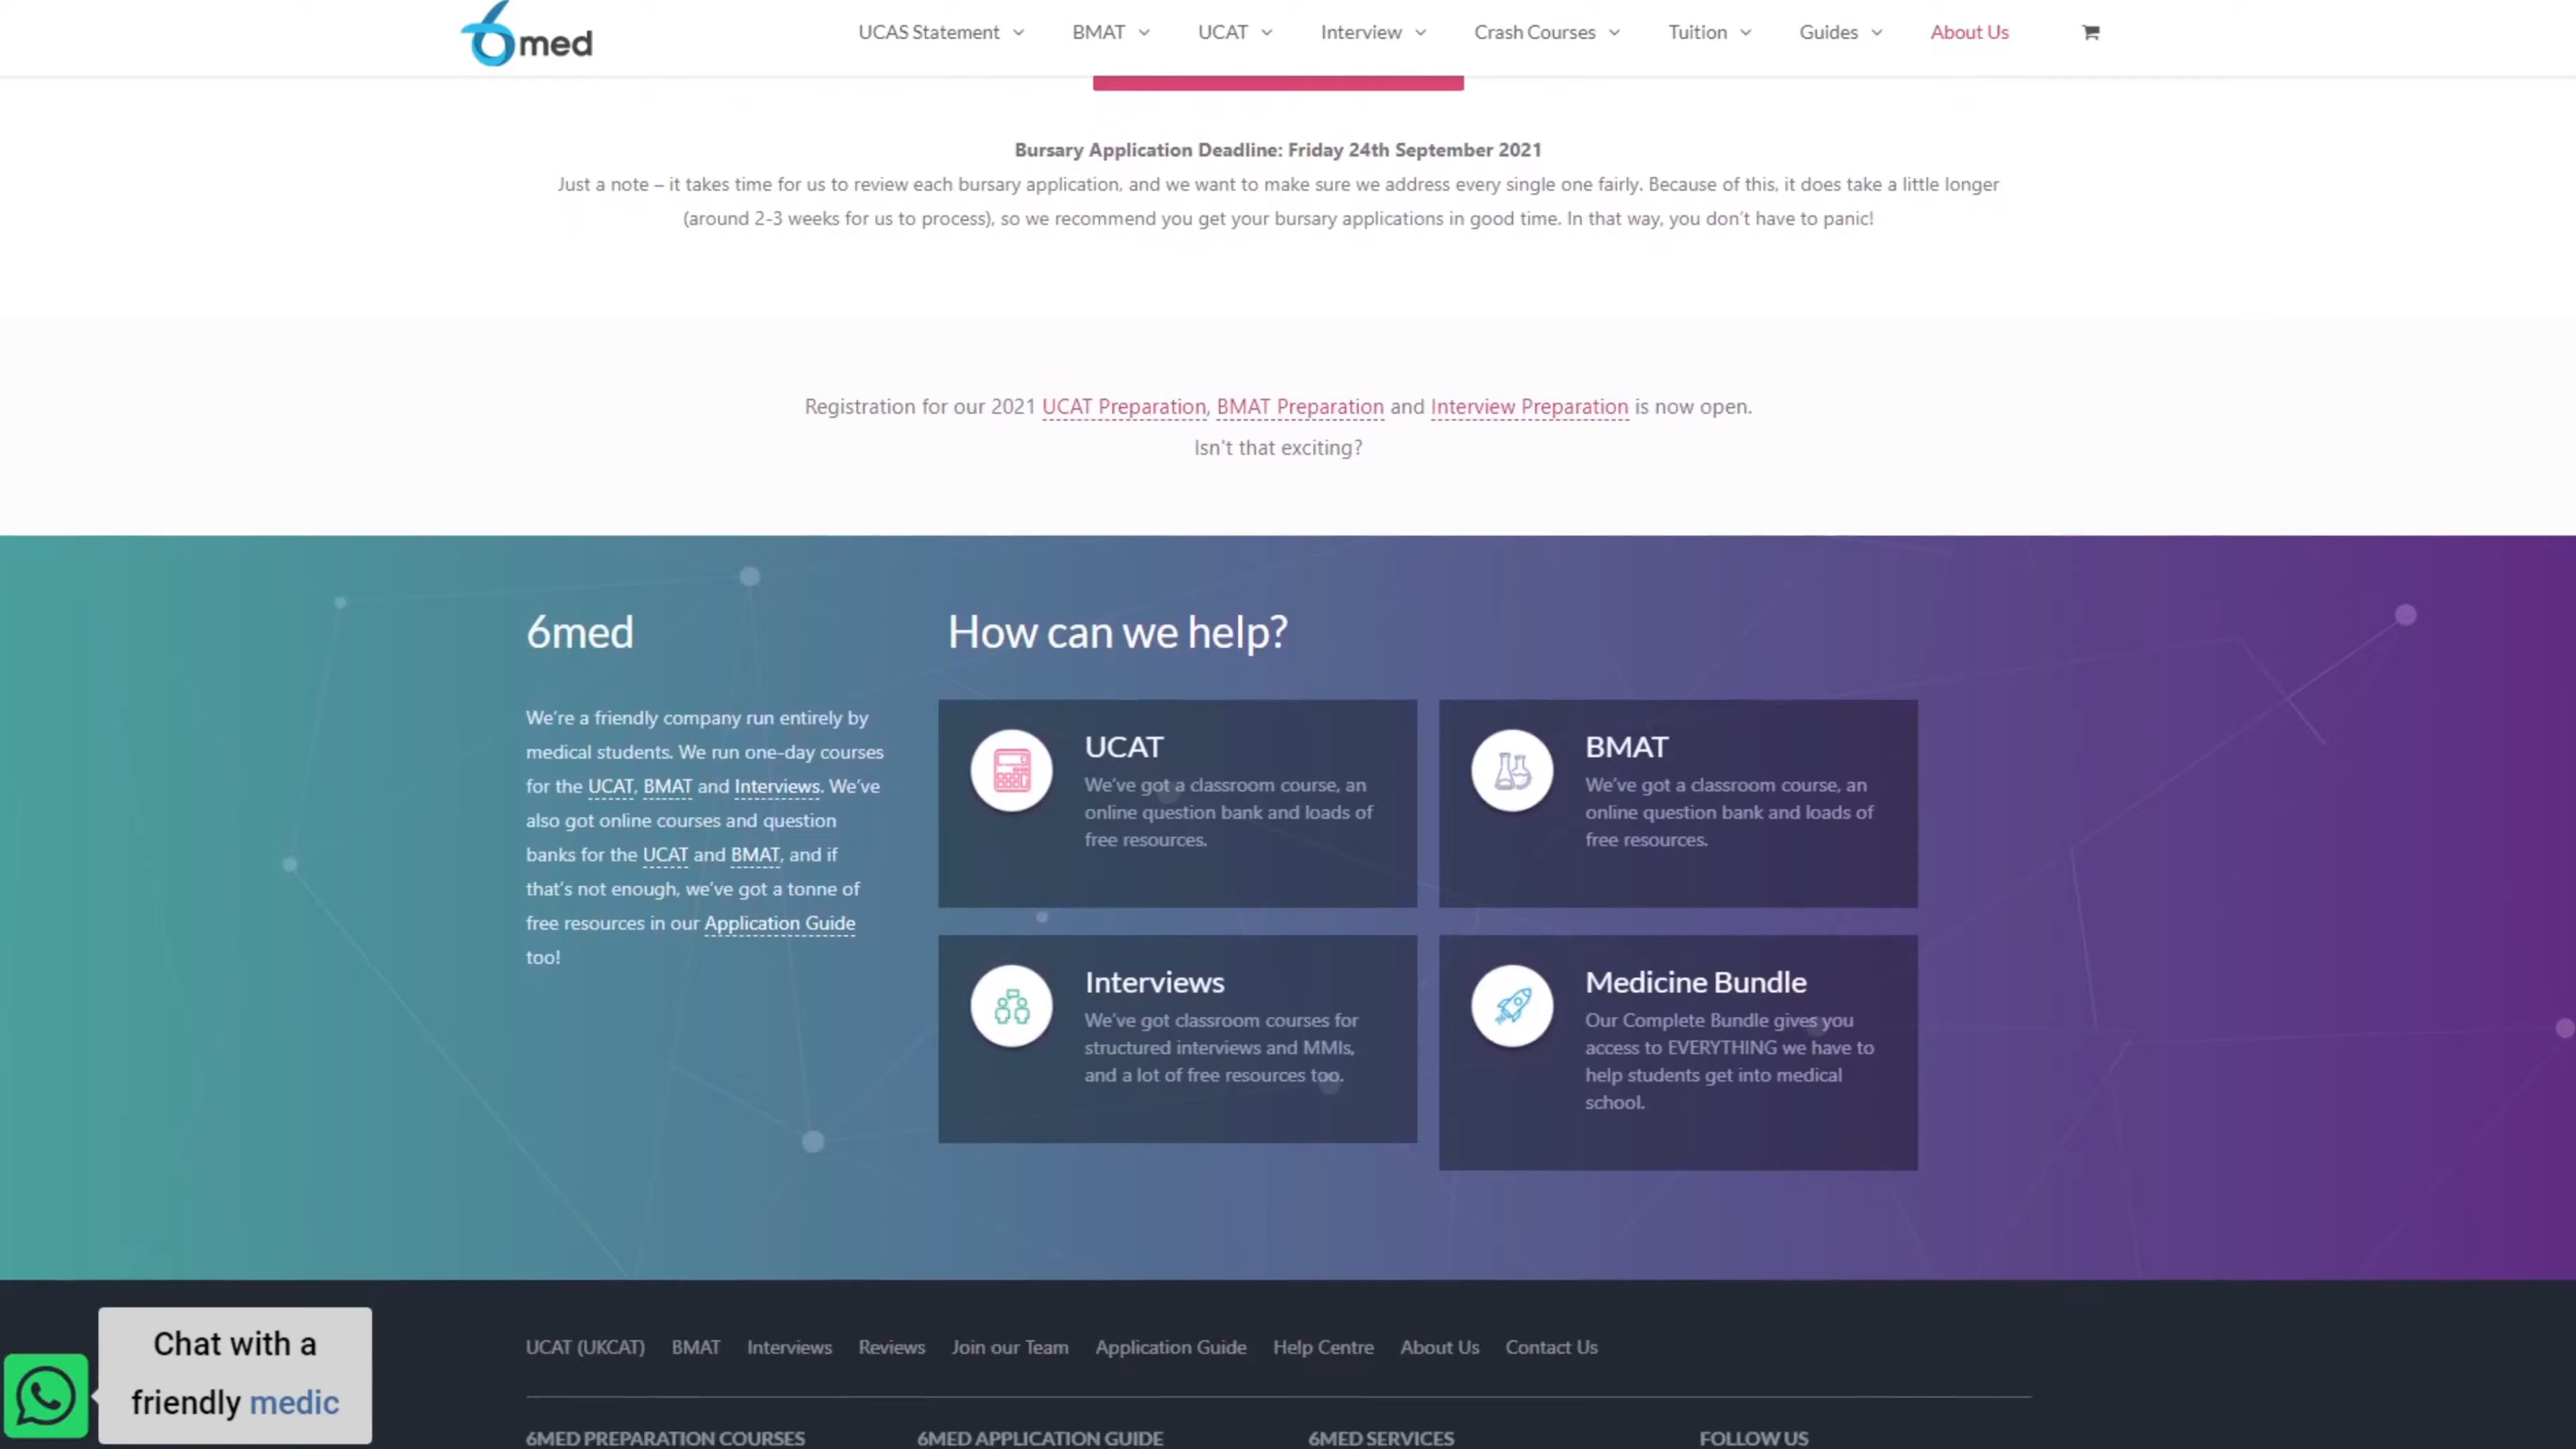 6med
UCAS Statement
BMAT
UCAT
Interview
Crash Courses
Tuition
Guides
About Us
Bursary Application Deadline: Friday 24th September 2021
Just a note – it takes time for us to review each bursary application, and we want to make sure we address every single one fairly. Because of this, it does take a little longer
(around 2-3 weeks for us to process), so we recommend you get your bursary applications in good time. In that way, you don't have to panic!
Registration for our 2021 UCAT Preparation, BMAT Preparation and Interview Preparation is now open.
Isn't that exciting?
6med
We're a friendly company run entirely by
medical students. We run one-day courses
for the UCAT, BMAT and Interviews. We've
also got online courses and question
banks for the UCAT and BMAT, and if
that's not enough, we've got a tonne of
free resources in our Application Guide
too!
How can we help?
UCAT
We've got a classroom course, an
online question bank and loads of
free resources.
BMAT
We've got a classroom course, an
online question bank and loads of
free resources.
Interviews
We've got classroom courses for
structured interviews and MMIs,
and a lot of free resources too.
Medicine Bundle
Our Complete Bundle gives you
access to EVERYTHING we have to
help students get into medical
school.
Chat with a
friendly medic
UCAT (UKCAT)
BMAT
Interviews
Reviews
Join our Team
Application Guide
Help Centre
About Us
Contact Us
6MED PREPARATION COURSES
6MED APPLICATION GUIDE
6MED SERVICES
FOLLOW US